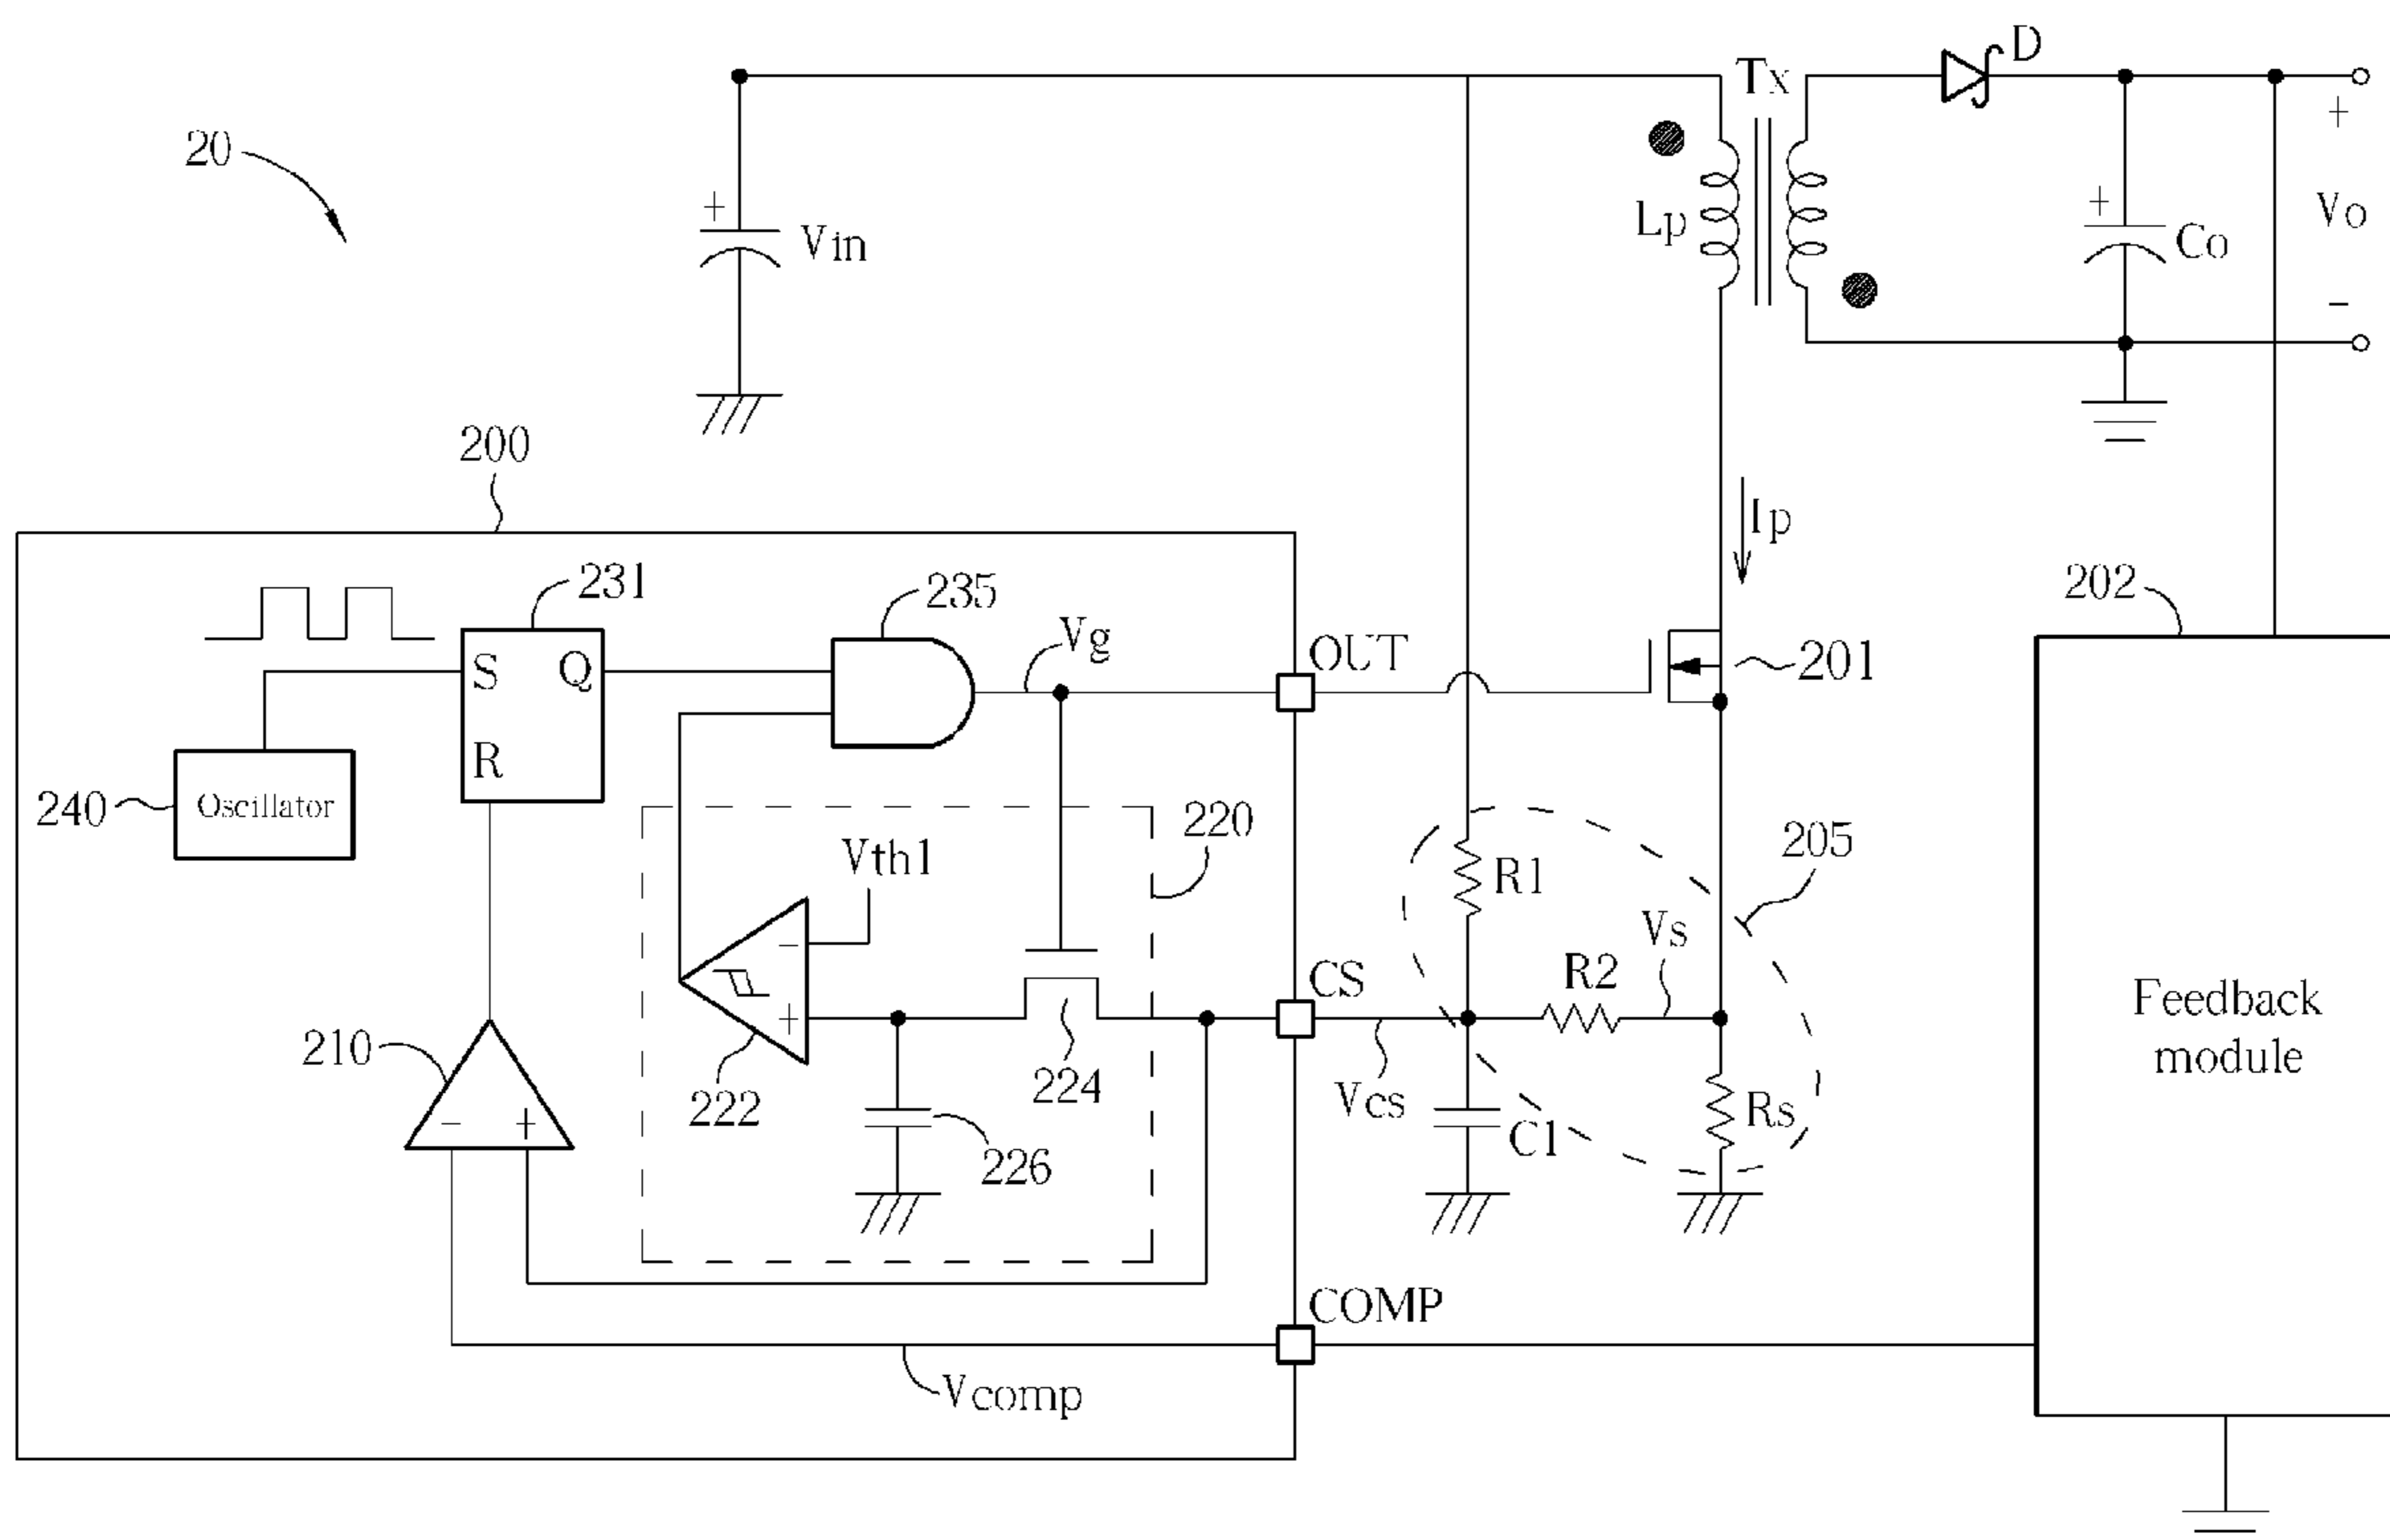 D
Tx
20
+
+
+
Vin
Lp
Co
Vo
−
200
Ip
231
235
202
Vg
OUT
S
Q
201
R
240
Oscillator
220
Vth1
205
R1
Vs
−
CS
R2
+
Feedback
module
210
222
224
Vcs
Rs
−
+
226
C1
COMP
Vcomp